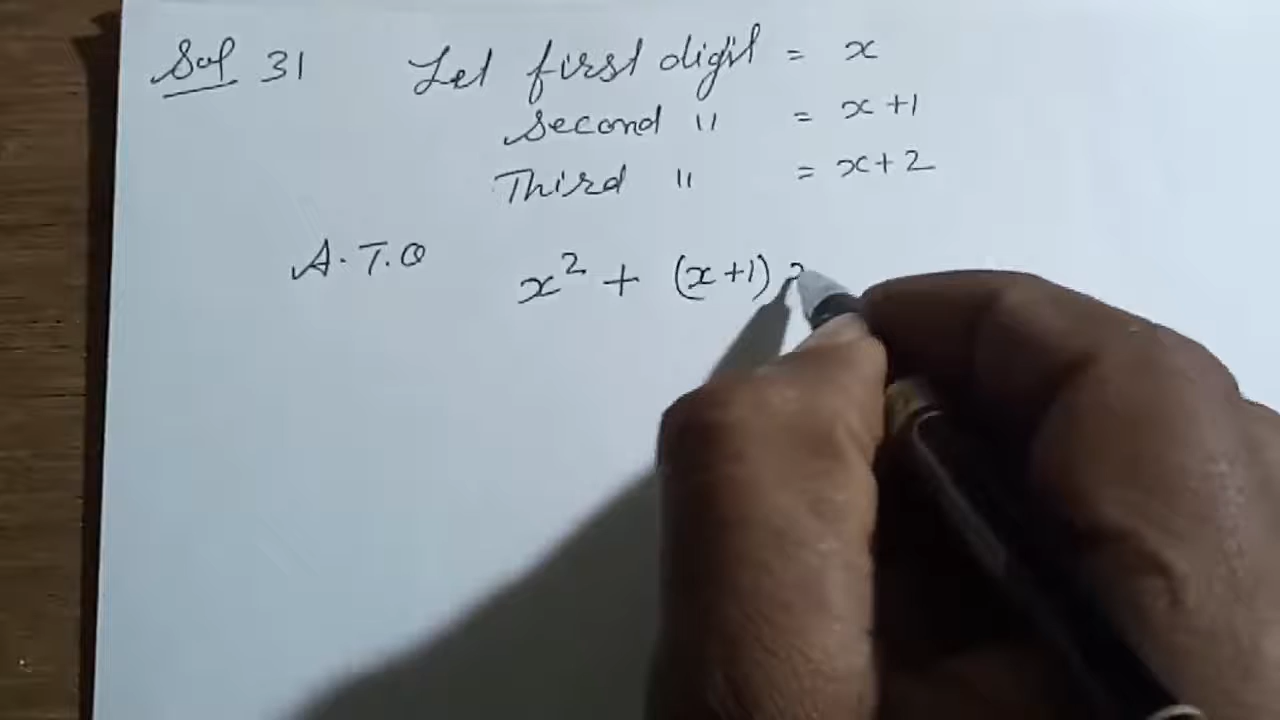 Sol 31 Let first digit = x
Second " = x+1
Third " = x+2
A.T.Q x² + (x+1)